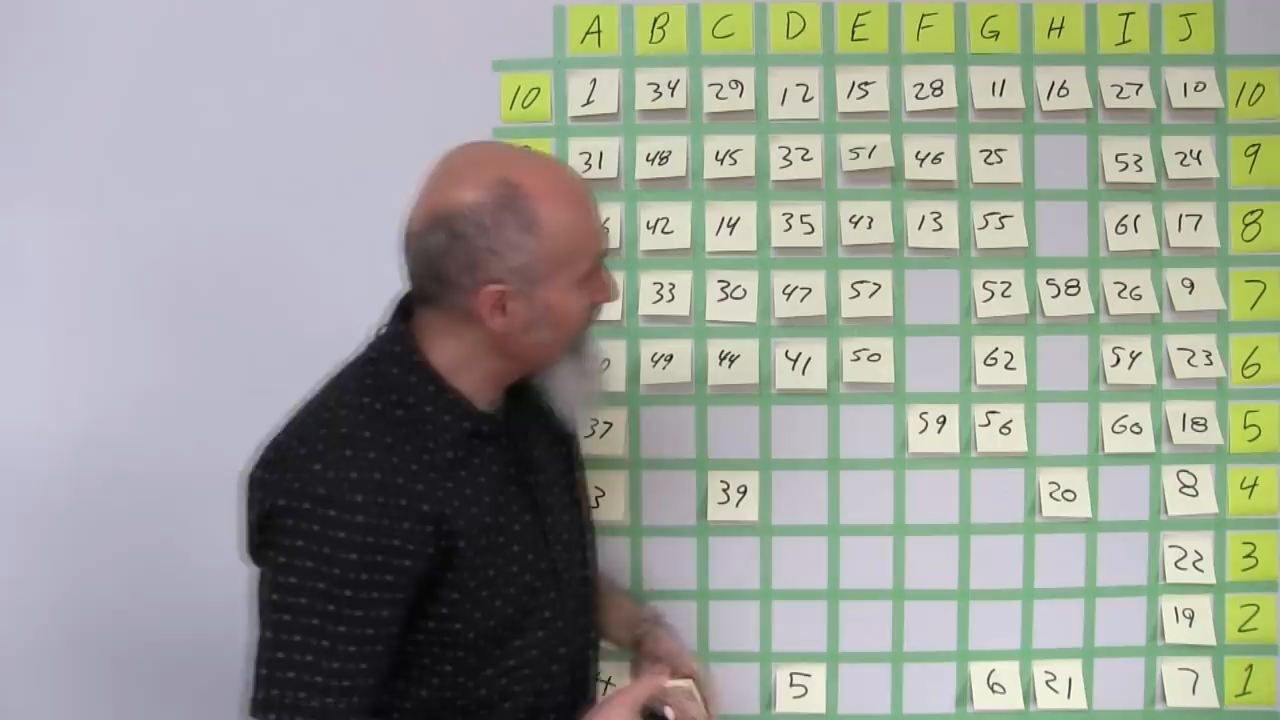 A B C D E F G H I J
10 1 34 29 12 15 28 11 16 27 10 10
31 48 45 32 51 46 25 53 24 9
42 14 35 43 13 55 61 17 8
33 30 47 57 52 58 26 9 7
49 44 41 50 62 54 23 6
37 59 56 60 18 5
3 39 20 8 4
22 3
19 2
4 5 6 21 7 1